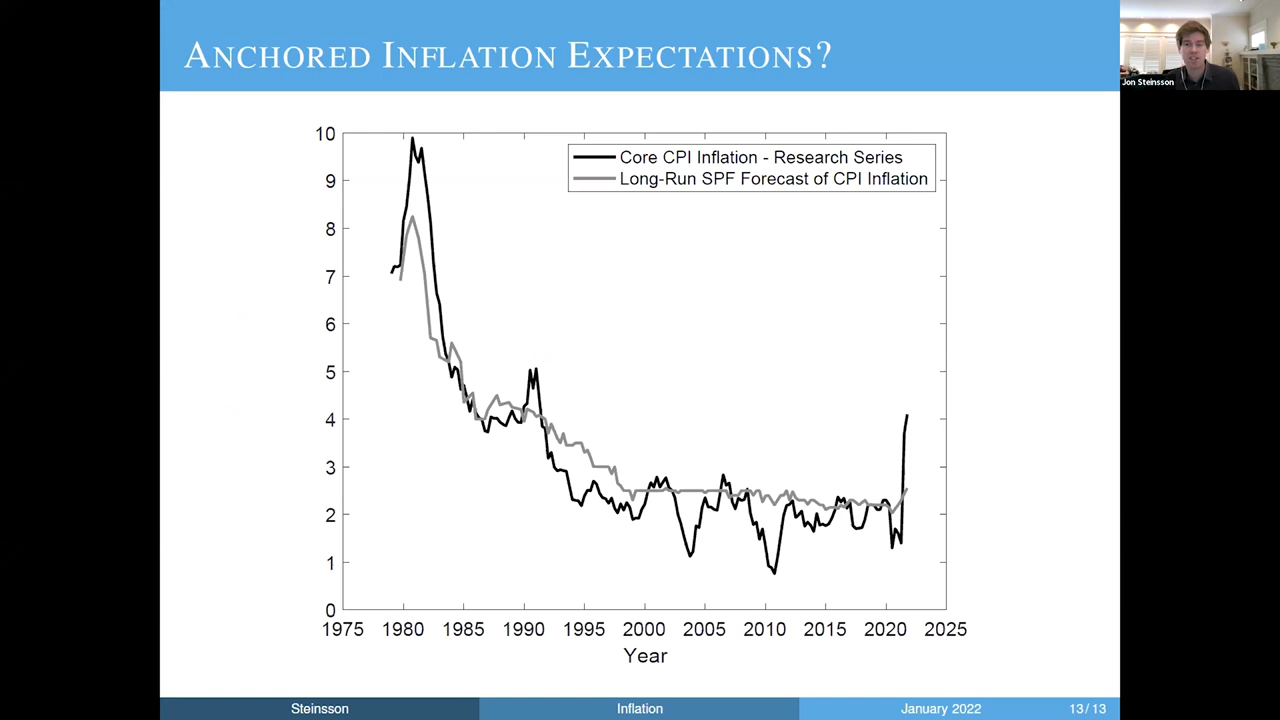 ANCHORED INFLATION EXPECTATIONS?
Jon Steinsson
Core CPI Inflation - Research Series
Long-Run SPF Forecast of CPI Inflation
10
9
8
7
6
5
4
3
2
1
0
1975 1980 1985 1990 1995 2000 2005 2010 2015 2020 2025
Year
Steinsson Inflation January 2022 13 / 13